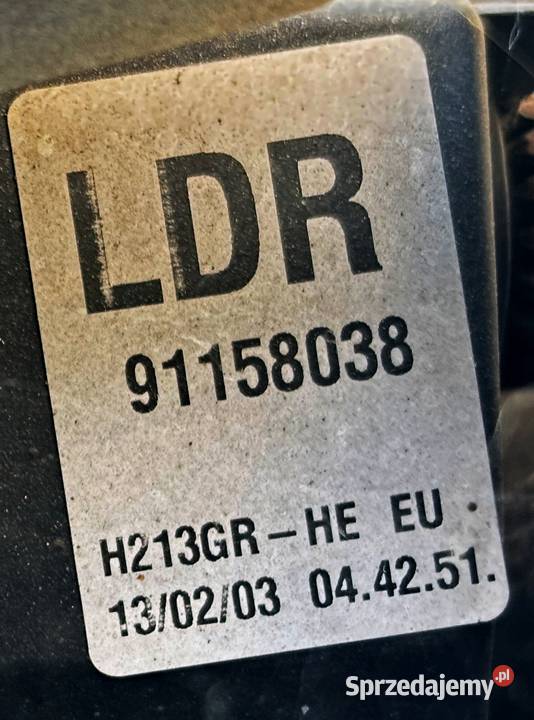 LDR
91158038
H213GR-HE EU
13/02/03 04.42.51.
Sprzedajemy.pl